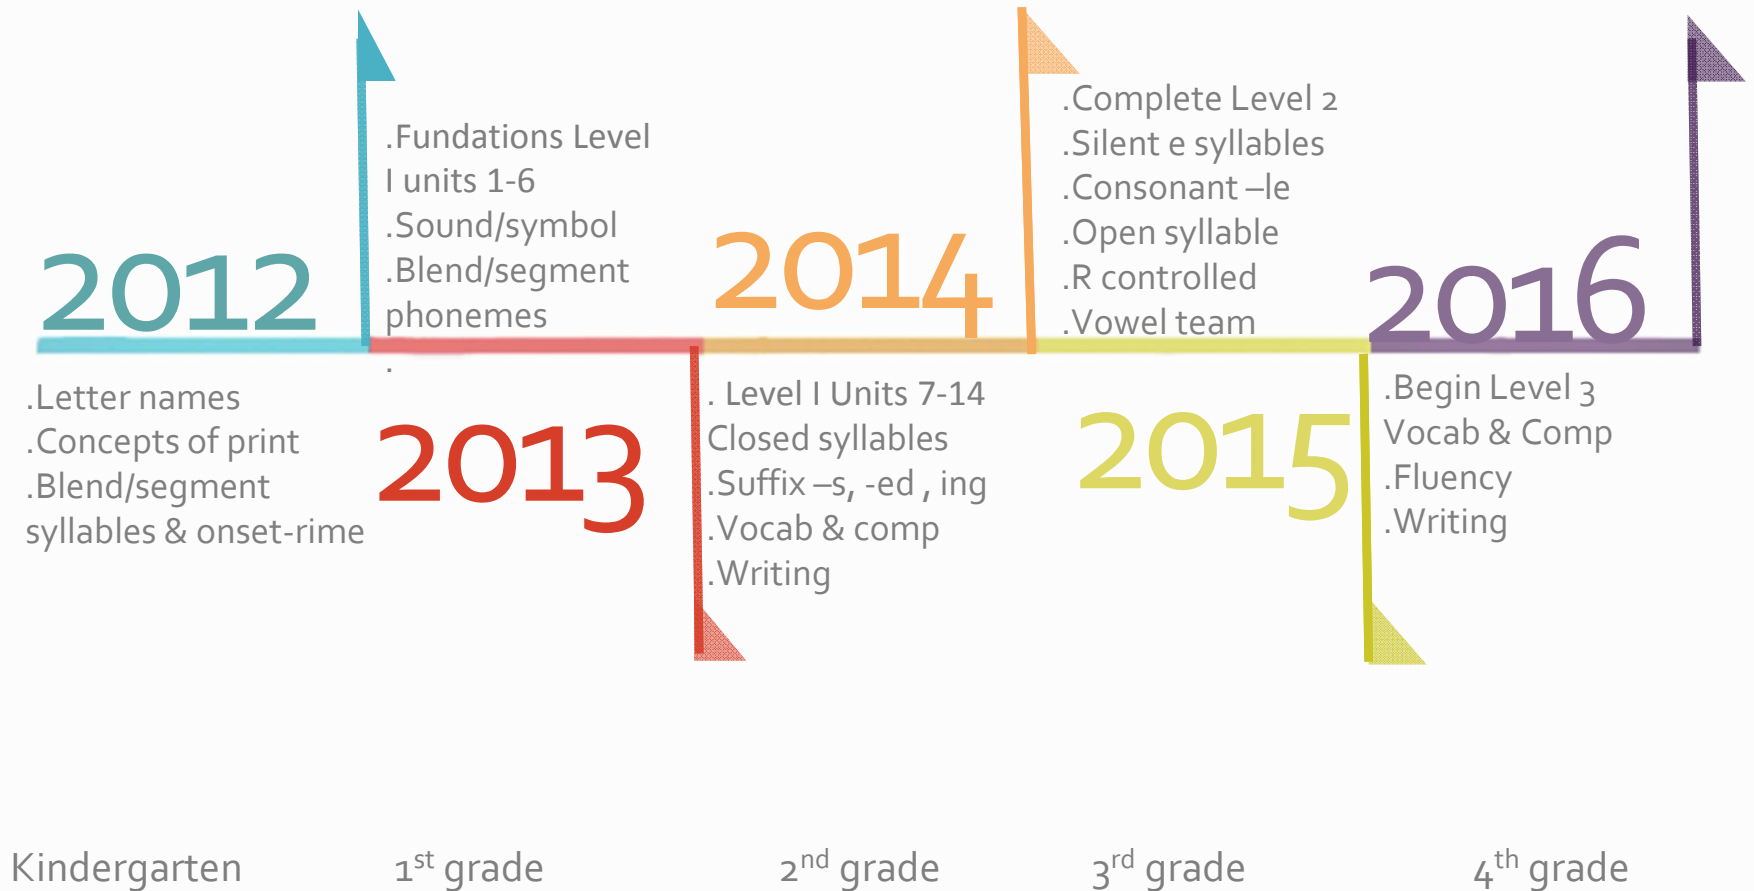 2012
.Letter names
.Concepts of print
.Blend/segment
syllables & onset-rime
.Fundations Level
I units 1-6
.Sound/symbol
.Blend/segment
phonemes
.
2013
2014
. Level I Units 7-14
Closed syllables
.Suffix –s, -ed , ing
.Vocab & comp
.Writing
.Complete Level 2
.Silent e syllables
.Consonant –le
.Open syllable
.R controlled
.Vowel team
2015
2016
.Begin Level 3
Vocab & Comp
.Fluency
.Writing
Kindergarten
1st grade
2nd grade
3rd grade
4th grade